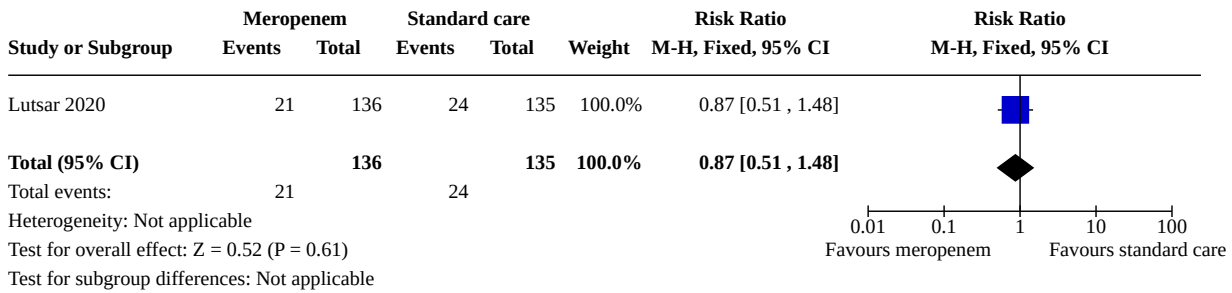 Meropenem Standard care Risk Ratio Risk Ratio
Study or Subgroup Events Total Events Total Weight M-H, Fixed, 95% CI M-H, Fixed, 95% CI
Lutsar 2020 21 136 24 135 100.0% 0.87 [0.51 , 1.48]
Total (95% CI) 136 135 100.0% 0.87 [0.51 , 1.48]
Total events: 21 24
Heterogeneity: Not applicable
0.01 0.1 1 10 100
Test for overall effect: Z = 0.52 (P = 0.61)
Favours meropenem Favours standard care
Test for subgroup differences: Not applicable